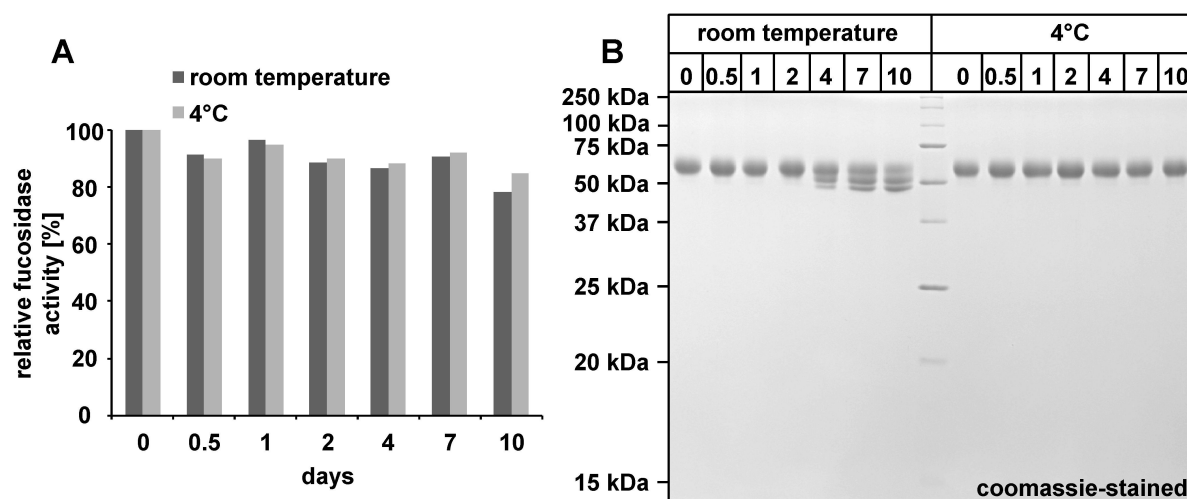 A
room temperature
4°C
relative fucosidase
activity [%]
100
80
60
40
20
0
0 0.5 1 2 4 7 10
days
B
room temperature 4°C
0 0.5 1 2 4 7 10 0 0.5 1 2 4 7 10
250 kDa
100 kDa
75 kDa
50 kDa
37 kDa
25 kDa
20 kDa
15 kDa
coomassie-stained